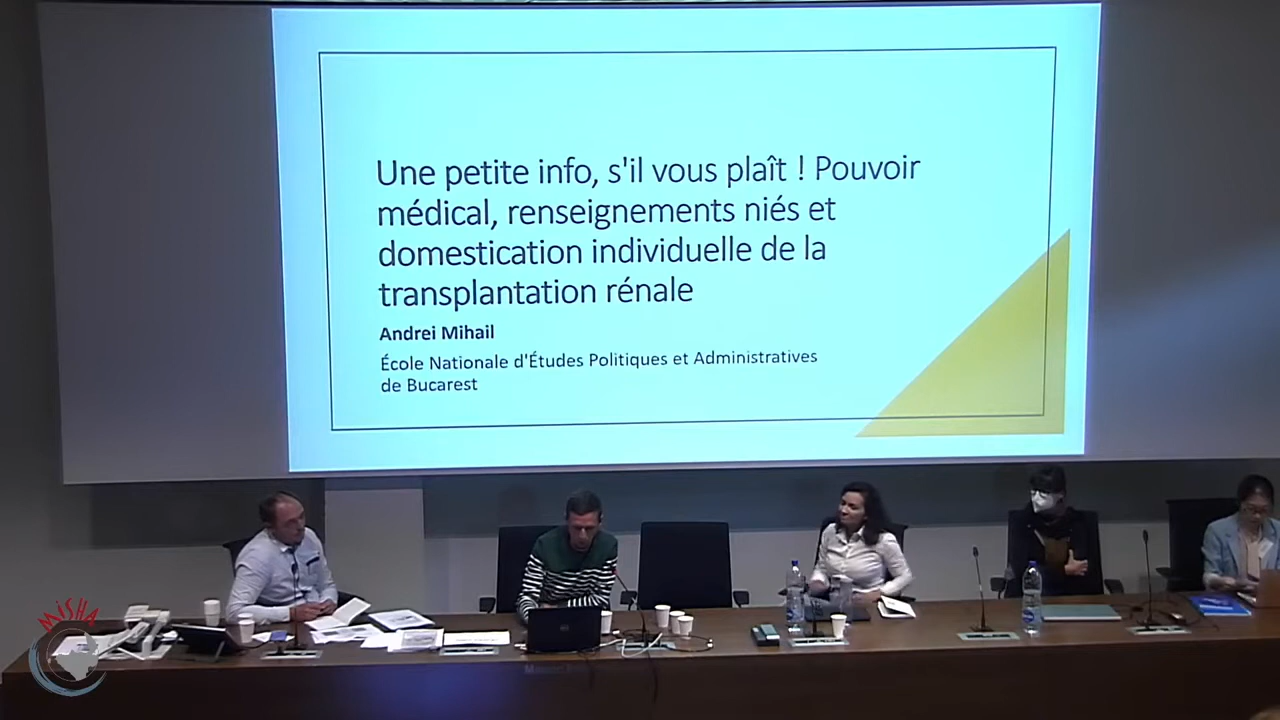 Une petite info, s'il vous plaît ! Pouvoir
médical, renseignements niés et
domestication individuelle de la
transplantation rénale
Andrei Mihail
École Nationale d'Études Politiques et Administratives
de Bucarest
MiSHA